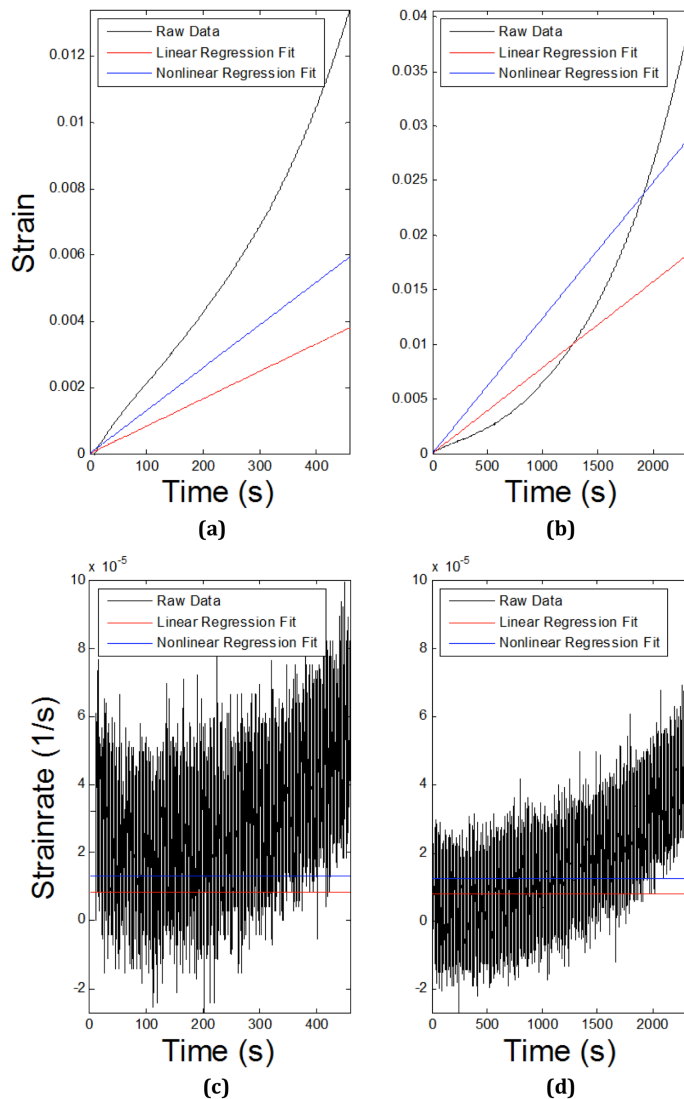 0.012
0.01
0.008
0.006
0.004
0.002
0
Strain
Raw Data
Linear Regression Fit
Nonlinear Regression Fit
0 100 200 300 400
Time (s)
(a)
0.04
0.035
0.03
0.025
0.02
0.015
0.01
0.005
0
Raw Data
Linear Regression Fit
Nonlinear Regression Fit
0 500 1000 1500 2000
Time (s)
(b)
x 10-5
10
8
6
4
2
0
-2
Strainrate (1/s)
Raw Data
Linear Regression Fit
Nonlinear Regression Fit
0 100 200 300 400
Time (s)
(c)
x 10-5
10
8
6
4
2
0
-2
Raw Data
Linear Regression Fit
Nonlinear Regression Fit
0 500 1000 1500 2000
Time (s)
(d)